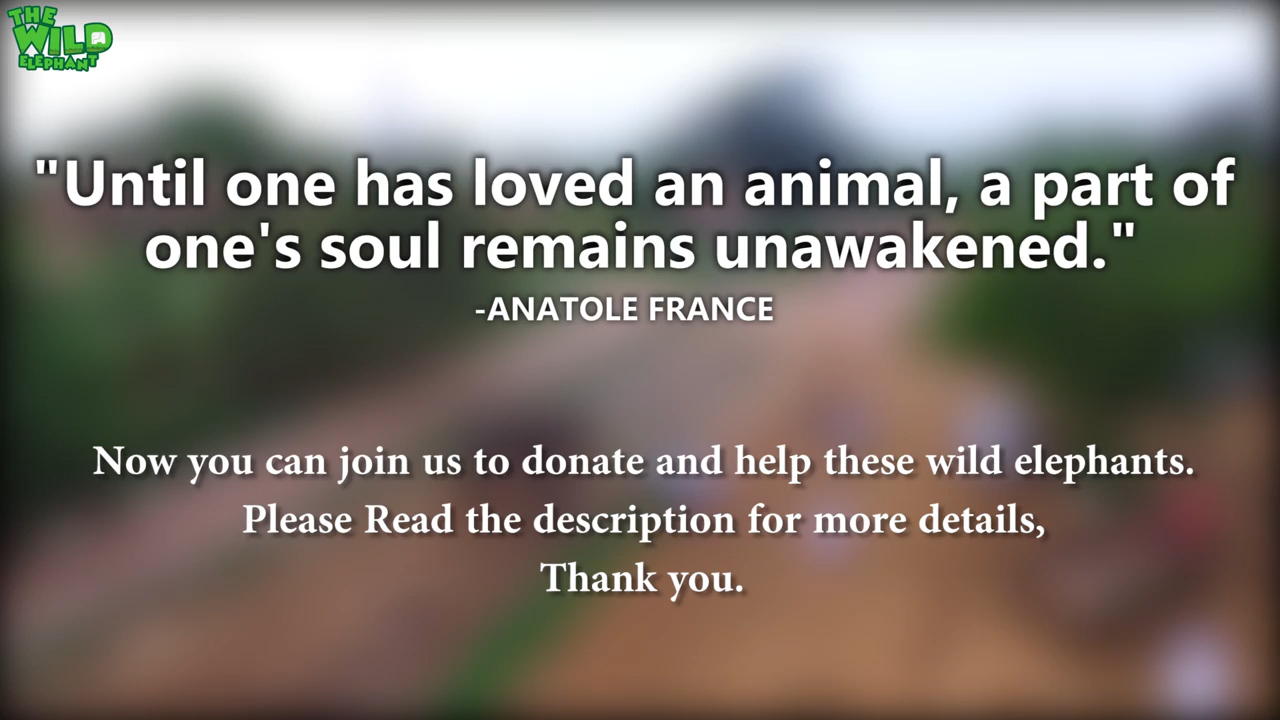 THE
WILD
ELEPHANT
"Until one has loved an animal, a part of
one's soul remains unawakened."
-ANATOLE FRANCE
Now you can join us to donate and help these wild elephants.
Please Read the description for more details,
Thank you.